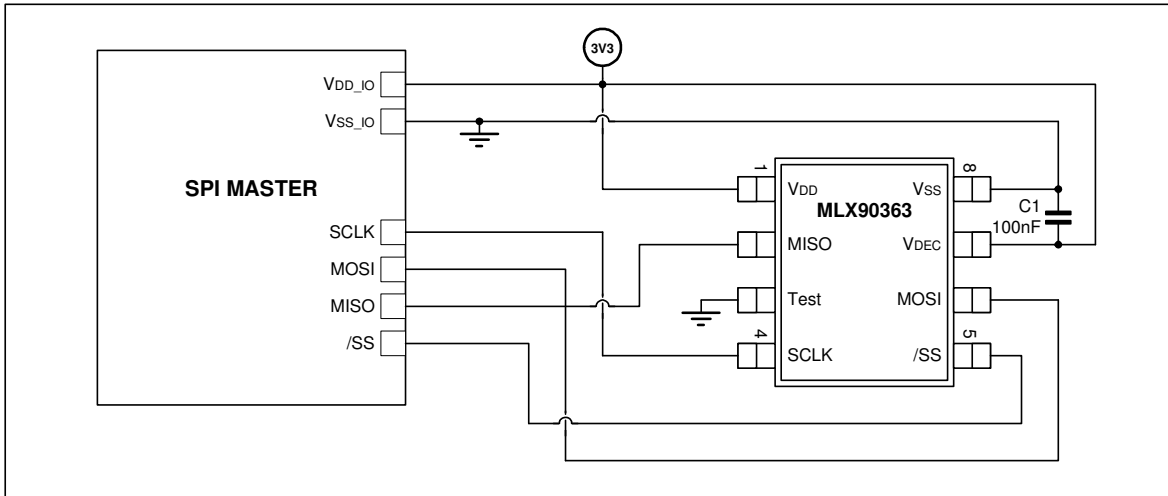 3V3
VDD_IO
VSS_IO
SPI MASTER
SCLK
MOSI
MISO
/SS
1
8
VDD
VSS
MLX90363
C1
100nF
MISO
VDEC
Test
MOSI
4
5
SCLK
/SS